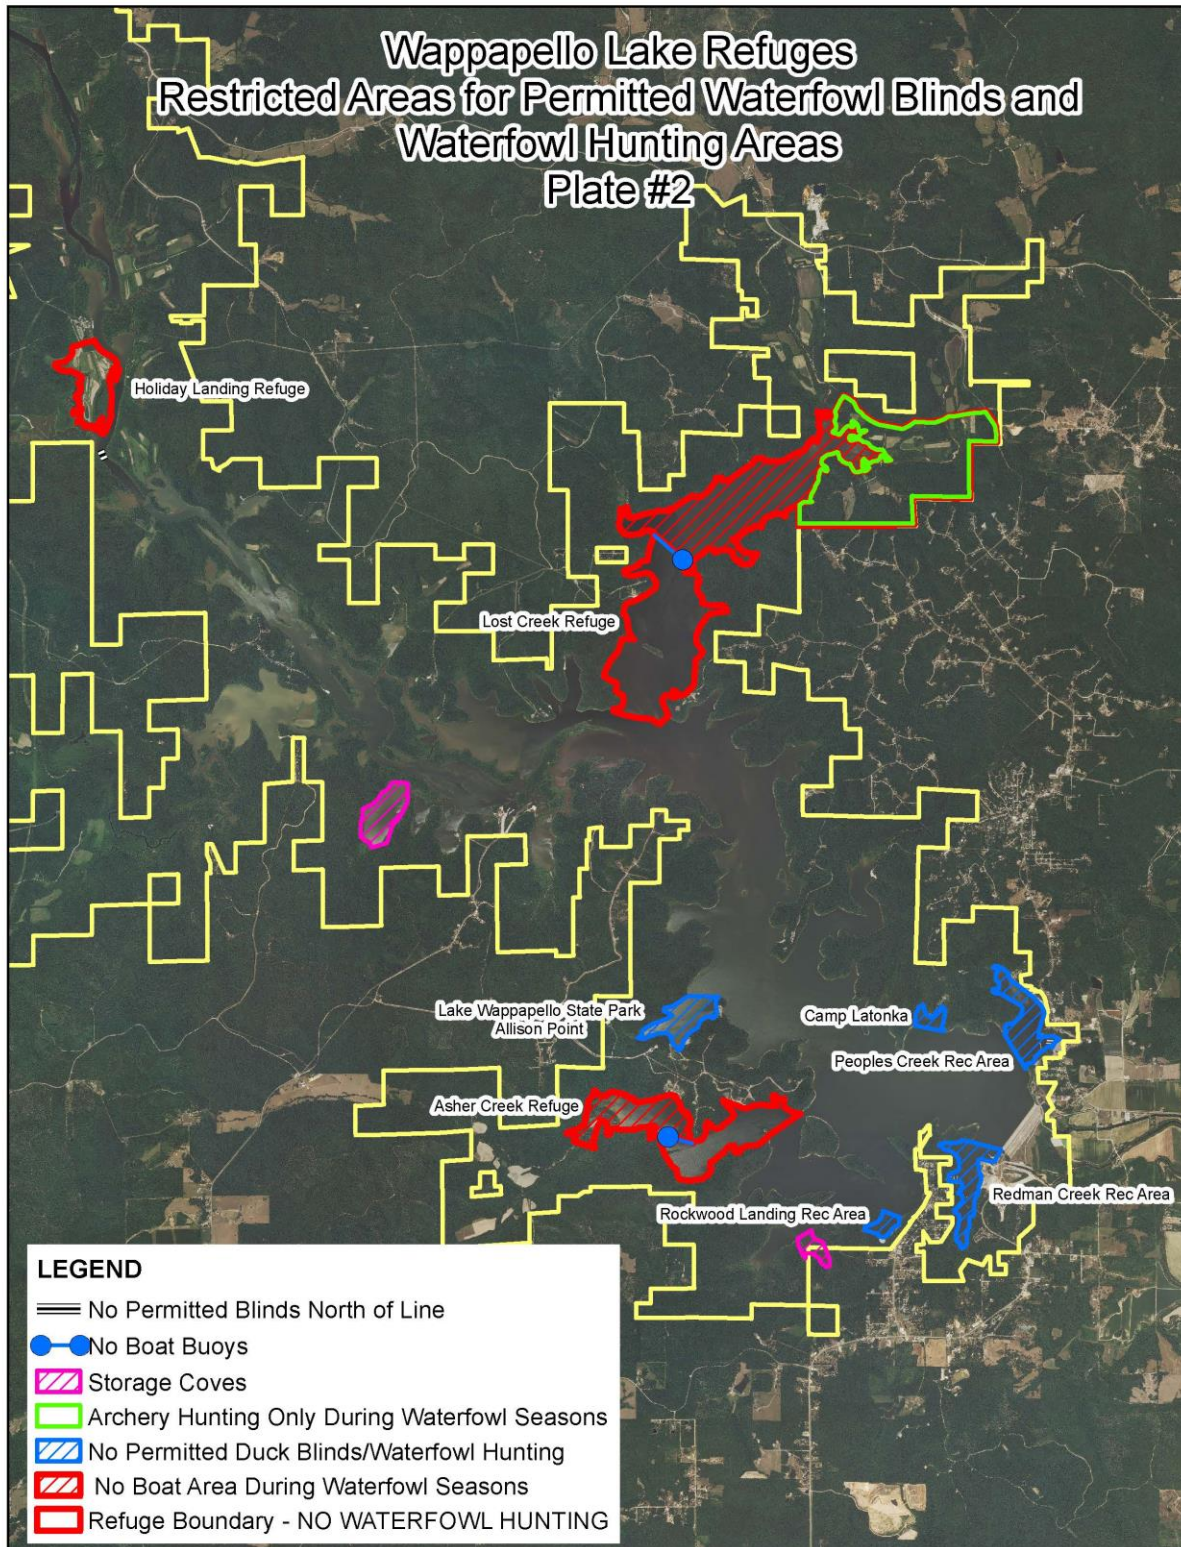 Wappapello Lake Refuges
Restricted Areas for Permitted Waterfowl Blinds and
Waterfowl Hunting Areas
Plate #2
Holiday Landing Refuge
Lost Creek Refuge
Lake Wappapello State Park
Allison Point
Camp Latonka
Peoples Creek Rec Area
Asher Creek Refuge
Redman Creek Rec Area
Rockwood Landing Rec Area
LEGEND
No Permitted Blinds North of Line
No Boat Buoys
Storage Coves
Archery Hunting Only During Waterfowl Seasons
No Permitted Duck Blinds/Waterfowl Hunting
No Boat Area During Waterfowl Seasons
Refuge Boundary - NO WATERFOWL HUNTING